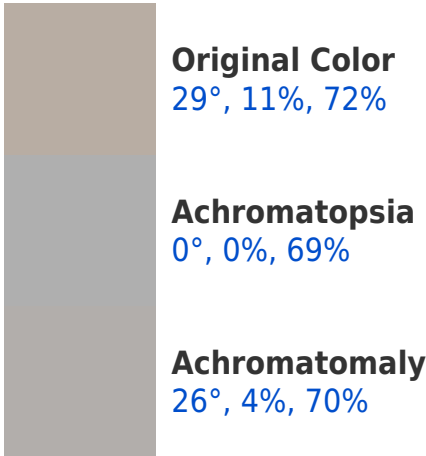 Original Color
29°, 11%, 72%
Achromatopsia
0°, 0%, 69%
Achromatomaly
26°, 4%, 70%